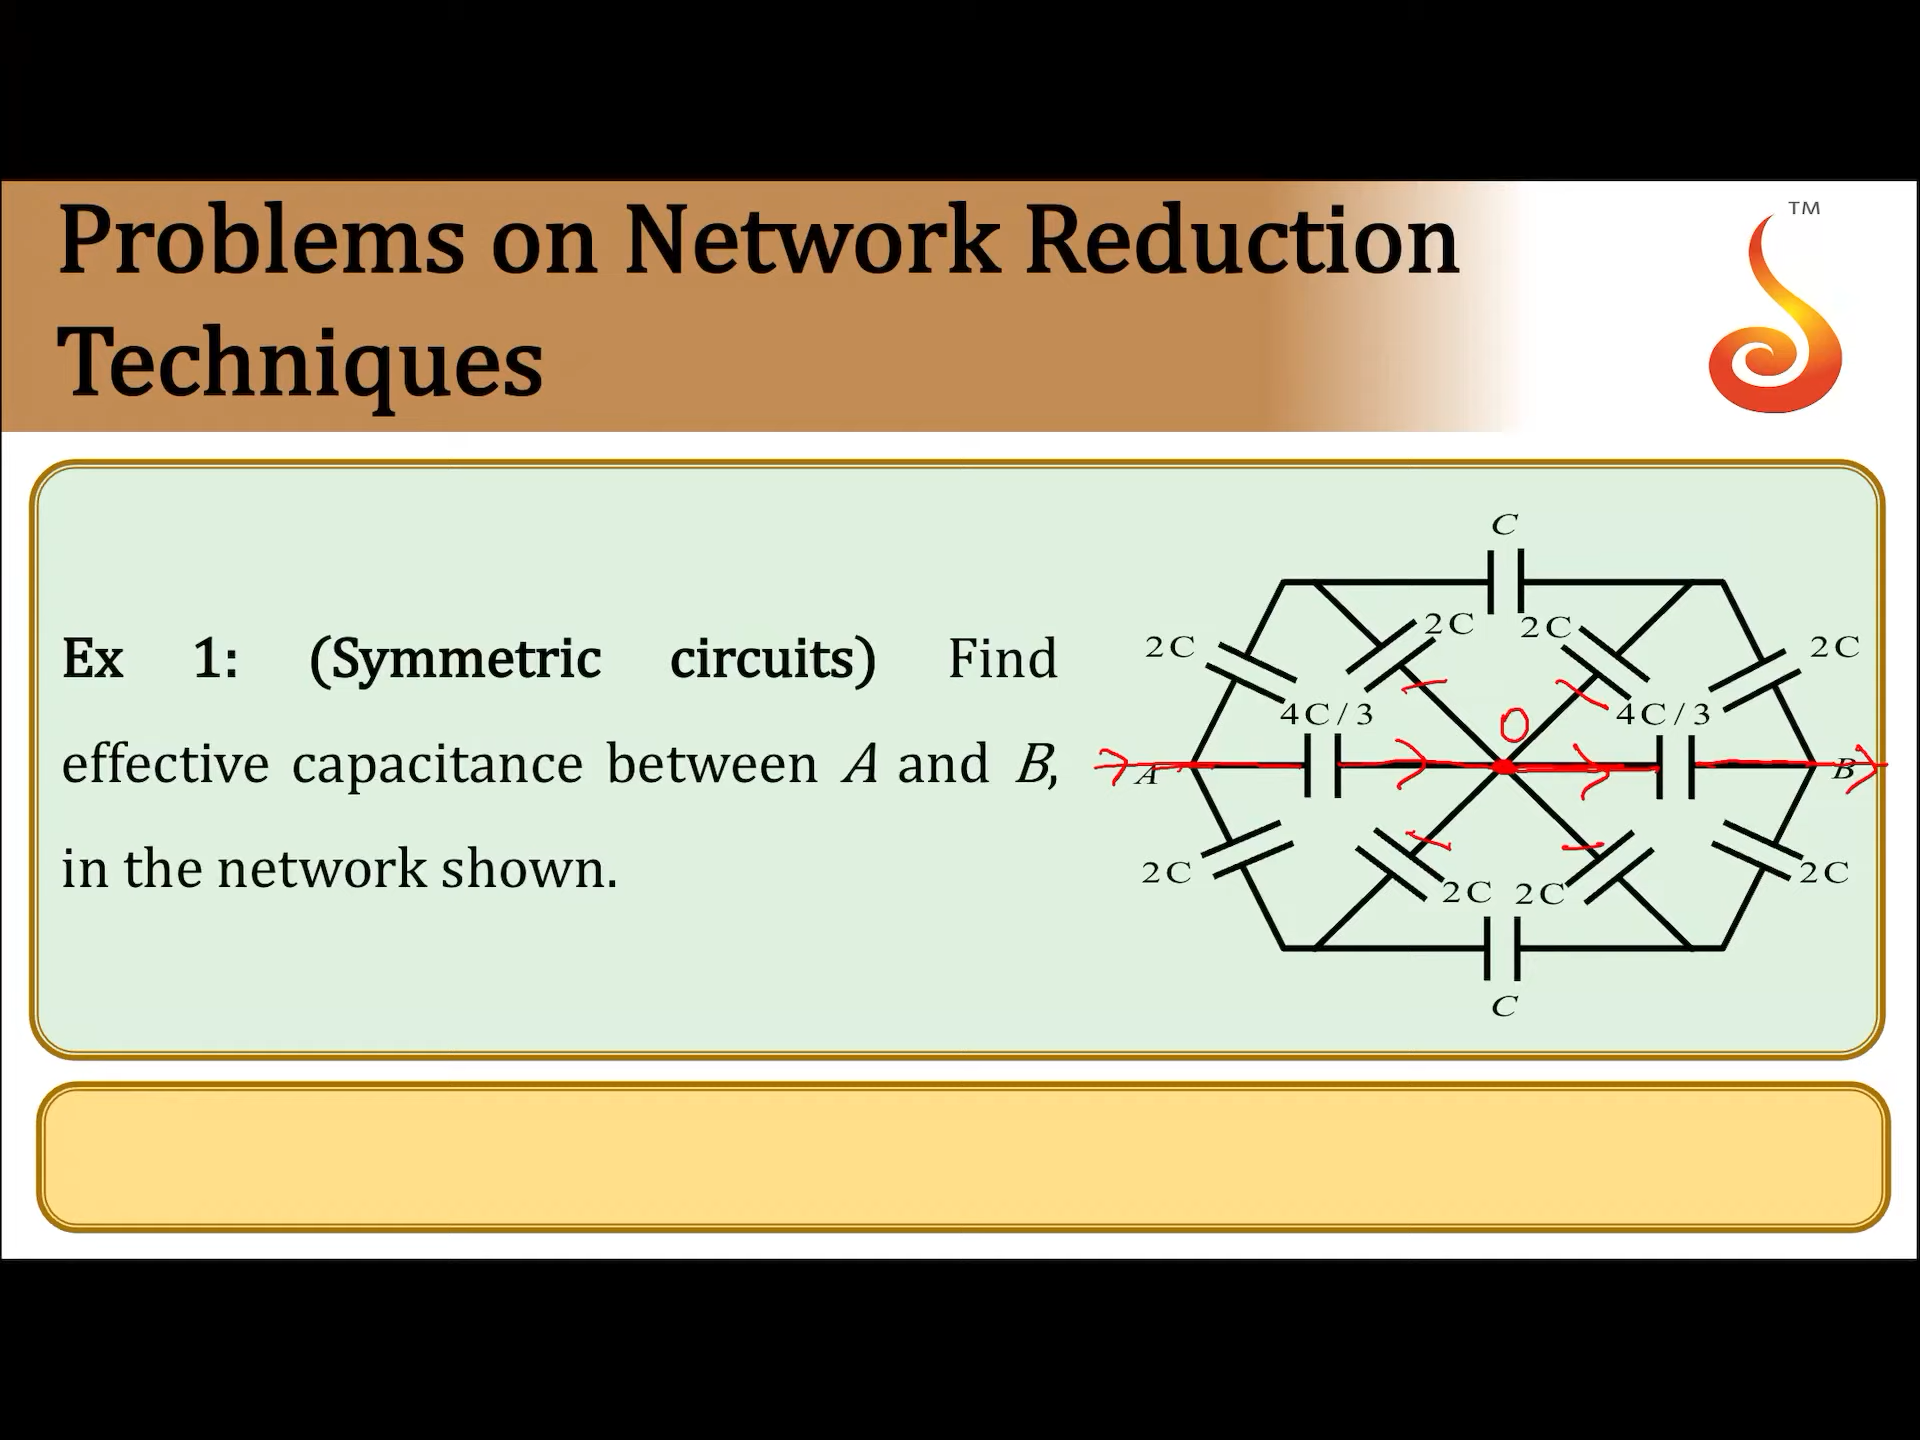 Problems on Network Reduction
Techniques
TM
Ex 1: (Symmetric circuits) Find
effective capacitance between A and B,
in the network shown.
C
2C 2C 2C 2C
4C/3 O 4C/3
A B
2C 2C 2C 2C
C